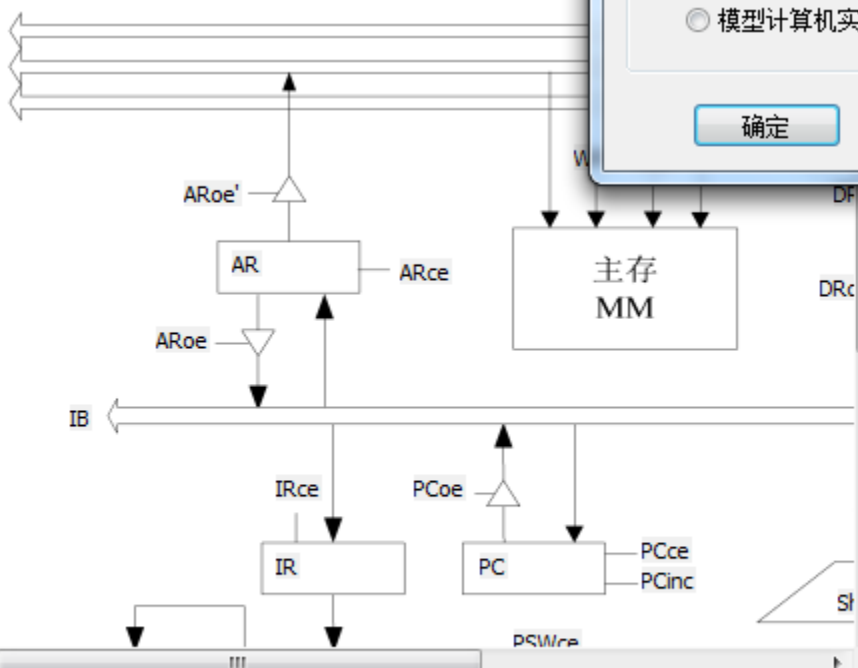 模型计算机实
确定
W
ARoe'
AR
ARce
主存
MM
ARoe
IB
IRce
PCoe
IR
PC
PCce
PCinc
PSWce